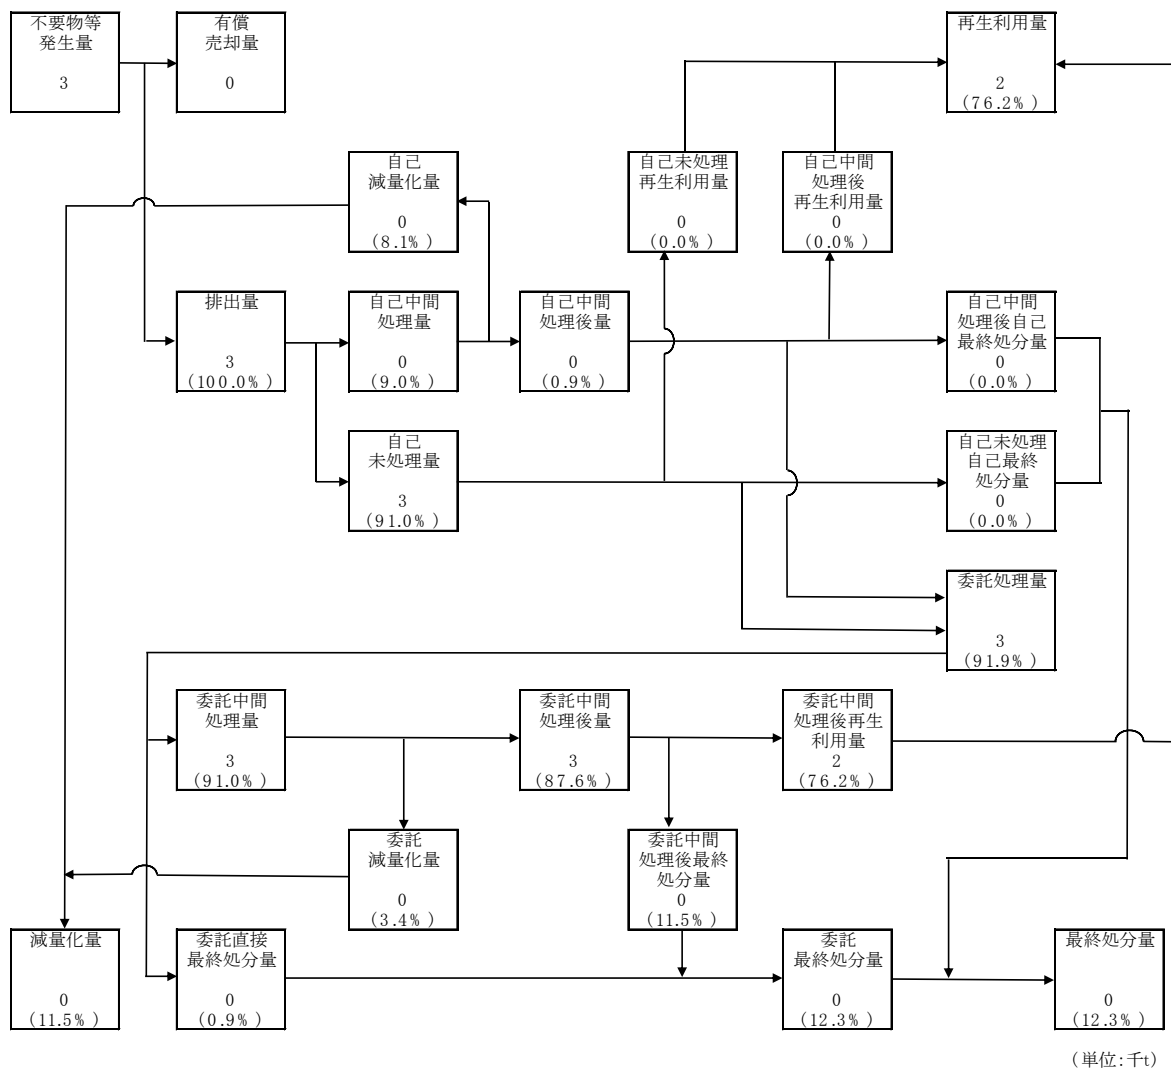 不要物等
発生量
3
有償
売却量
0
再生利用量
2
(76.2%)
自己
減量化量
0
(8.1%)
自己未処理
再生利用量
0
(0.0%)
自己中間
処理後
再生利用量
0
(0.0%)
排出量
3
(100.0%)
自己中間
処理量
0
(9.0%)
自己中間
処理後量
0
(0.9%)
自己中間
処理後自己
最終処分量
0
(0.0%)
自己
未処理量
3
(91.0%)
自己未処理
自己最終
処分量
0
(0.0%)
委託処理量
3
(91.9%)
委託中間
処理量
3
(91.0%)
委託中間
処理後量
3
(87.6%)
委託中間
処理後再生
利用量
2
(76.2%)
委託
減量化量
0
(3.4%)
委託中間
処理後最終
処分量
0
(11.5%)
減量化量
0
(11.5%)
委託直接
最終処分量
0
(0.9%)
委託
最終処分量
0
(12.3%)
最終処分量
0
(12.3%)
(単位:千t)